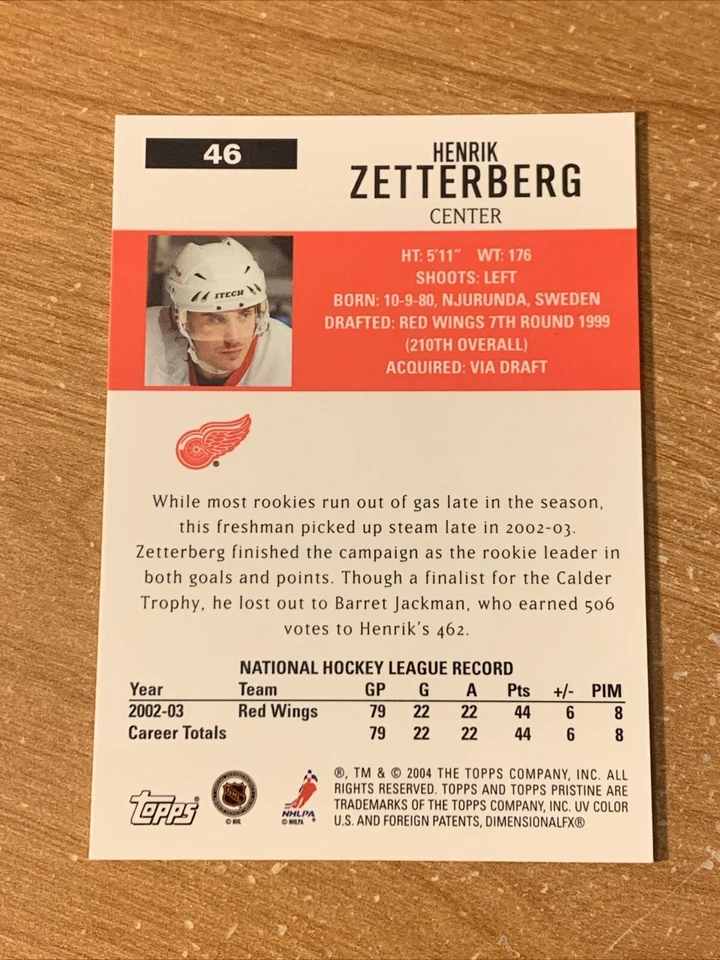 46
HENRIK
ZETTERBERG
CENTER
ITECH
HT: 5'11" WT: 176
SHOOTS: LEFT
BORN: 10-9-80, NJURUNDA, SWEDEN
DRAFTED: RED WINGS 7TH ROUND 1999
(210TH OVERALL)
ACQUIRED: VIA DRAFT
While most rookies run out of gas late in the season,
this freshman picked up steam late in 2002-03.
Zetterberg finished the campaign as the rookie leader in
both goals and points. Though a finalist for the Calder
Trophy, he lost out to Barret Jackman, who earned 506
votes to Henrik's 462.
NATIONAL HOCKEY LEAGUE RECORD
Year Team GP G A Pts +/- PIM
2002-03 Red Wings 79 22 22 44 6 8
Career Totals 79 22 22 44 6 8
®, TM & © 2004 THE TOPPS COMPANY, INC. ALL
RIGHTS RESERVED. TOPPS AND TOPPS PRISTINE ARE
TRADEMARKS OF THE TOPPS COMPANY, INC. UV COLOR
U.S. AND FOREIGN PATENTS, DIMENSIONALFX®
TOPPS®
© NHL
NHLPA
© NHLPA